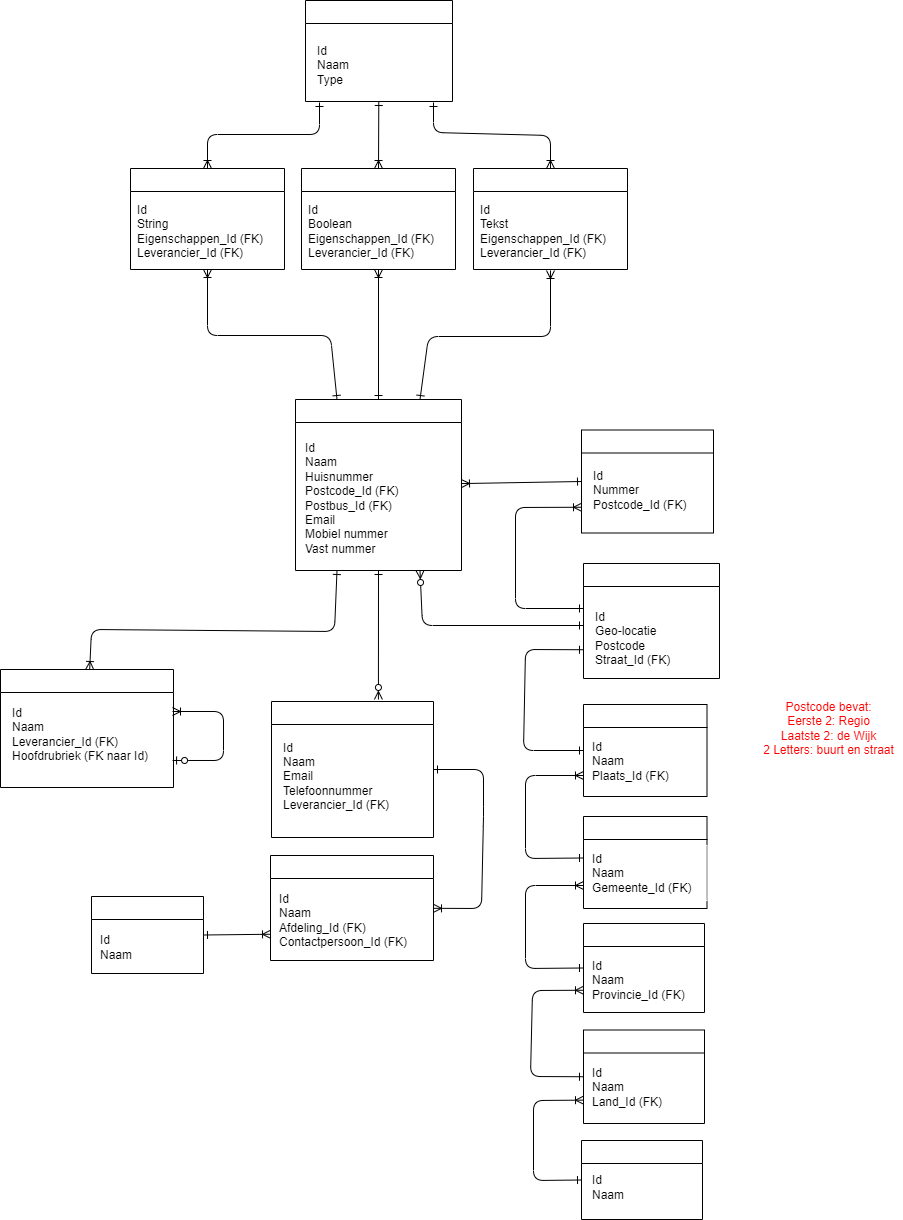 Id
Naam
Type
Id
String
Eigenschappen_Id (FK)
Leverancier_Id (FK)
Id
Boolean
Eigenschappen_Id (FK)
Leverancier_Id (FK)
Id
Tekst
Eigenschappen_Id (FK)
Leverancier_Id (FK)
Id
Naam
Huisnummer
Postcode_Id (FK)
Postbus_Id (FK)
Email
Mobiel nummer
Vast nummer
Id
Nummer
Postcode_Id (FK)
Id
Geo-locatie
Postcode
Straat_Id (FK)
Id
Naam
Leverancier_Id (FK)
Hoofdrubriek (FK naar Id)
Id
Naam
Email
Telefoonnummer
Leverancier_Id (FK)
Id
Naam
Plaats_Id (FK)
Postcode bevat:
Eerste 2: Regio
Laatste 2: de Wijk
2 Letters: buurt en straat
Id
Naam
Gemeente_Id (FK)
Id
Naam
Afdeling_Id (FK)
Contactpersoon_Id (FK)
Id
Naam
Id
Naam
Provincie_Id (FK)
Id
Naam
Land_Id (FK)
Id
Naam